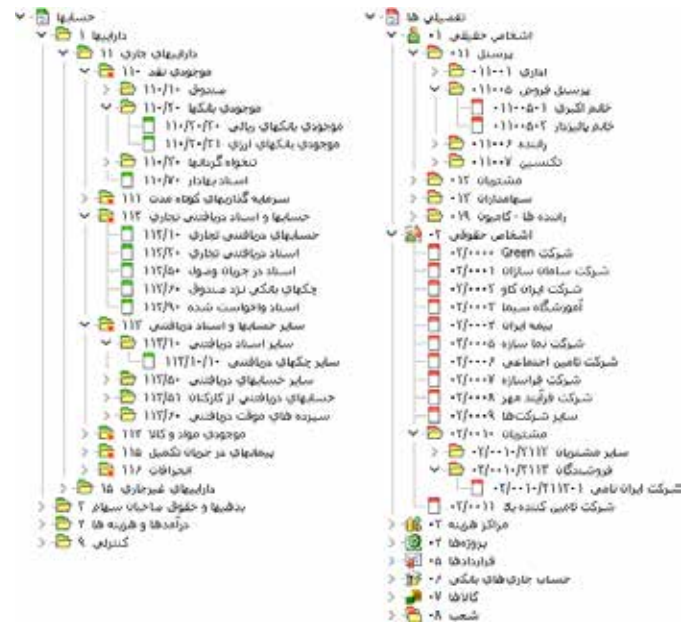 تفصیلی ها
اشخاص حقیقی ۰۱
پرسنل ۰۱۱
اداری ۰۱۱۰۰۱
پرسنل فروش ۰۱۱۰۰۵
خانم اکبری ۰۱۱۰۰۵۰۱
خانم پالیزدار ۰۱۱۰۰۵۰۲
راننده ۰۱۱۰۰۶
تکنسین ۰۱۱۰۰۷
مشتریان ۰۱۲
سهامداران ۰۱۳
راننده ها - کامیون ۰۱۹
اشخاص حقوقی ۰۲
شرکت Green ۰۲/۰۰۰۰
شرکت سامان سازان ۰۲/۰۰۰۱
شرکت ایران کاو ۰۲/۰۰۰۲
آموزشگاه سیما ۰۲/۰۰۰۳
بیمه ایران ۰۲/۰۰۰۴
شرکت نما سازه ۰۲/۰۰۰۵
شرکت تامین اجتماعی ۰۲/۰۰۰۶
شرکت فراسازه ۰۲/۰۰۰۷
شرکت فرآیند مهر ۰۲/۰۰۰۸
سایر شرکت‌ها ۰۲/۰۰۰۹
مشتریان ۰۲/۰۰۱۰
سایر مشتریان ۰۲/۰۰۱۰/۲۱۱۲
فروشندگان ۰۲/۰۰۱۰/۲۱۱۳
شرکت ایران نامی ۰۲/۰۰۱۰/۲۱۱۳۰۱
شرکت تامین کننده یلا ۰۲/۰۰۱۱
مراکز هزینه ۰۳
پروژه‌ها ۰۴
قراردادها ۰۵
حساب جاری‌های بانکی ۰۶
کالاها ۰۷
شعب ۰۸
حسابها
داراییها ۱
داراییهای جاری ۱۱
موجودی نقد ۱۱۰
صندوق ۱۱۰/۱۰
موجودی بانکها ۱۱۰/۲۰
موجودی بانکهای ریالی ۱۱۰/۲۰/۲۰
موجودی بانکهای ارزی ۱۱۰/۲۰/۲۱
تنخواه گردانها ۱۱۰/۳۰
اسناد بهادار ۱۱۰/۷۰
سرمایه گذاریهای کوتاه مدت ۱۱۱
حسابها و اسناد دریافتنی تجاری ۱۱۲
حسابهای دریافتنی تجاری ۱۱۲/۱۰
اسناد دریافتنی تجاری ۱۱۲/۲۰
اسناد در جریان وصول ۱۱۲/۵۰
چکهای بانکی نزد صندوق ۱۱۲/۶۰
اسناد واخواست شده ۱۱۲/۹۰
سایر حسابها و اسناد دریافتنی ۱۱۳
سایر اسناد دریافتنی ۱۱۳/۱۰
سایر چکهای دریافتنی ۱۱۳/۱۰/۱۰
سایر حسابهای دریافتنی ۱۱۳/۵۰
حسابهای دریافتنی از کارکنان ۱۱۳/۵۱
سپرده های موقت دریافتنی ۱۱۳/۶۰
موجودی مواد و کالا ۱۱۴
پیمانهای در جریان تکمیل ۱۱۵
انحرافات ۱۱۶
داراییهای غیرجاری ۱۵
بدهیها و حقوق صاحبان سهام ۲
درآمدها و هزینه ها ۴
کنترلی ۹